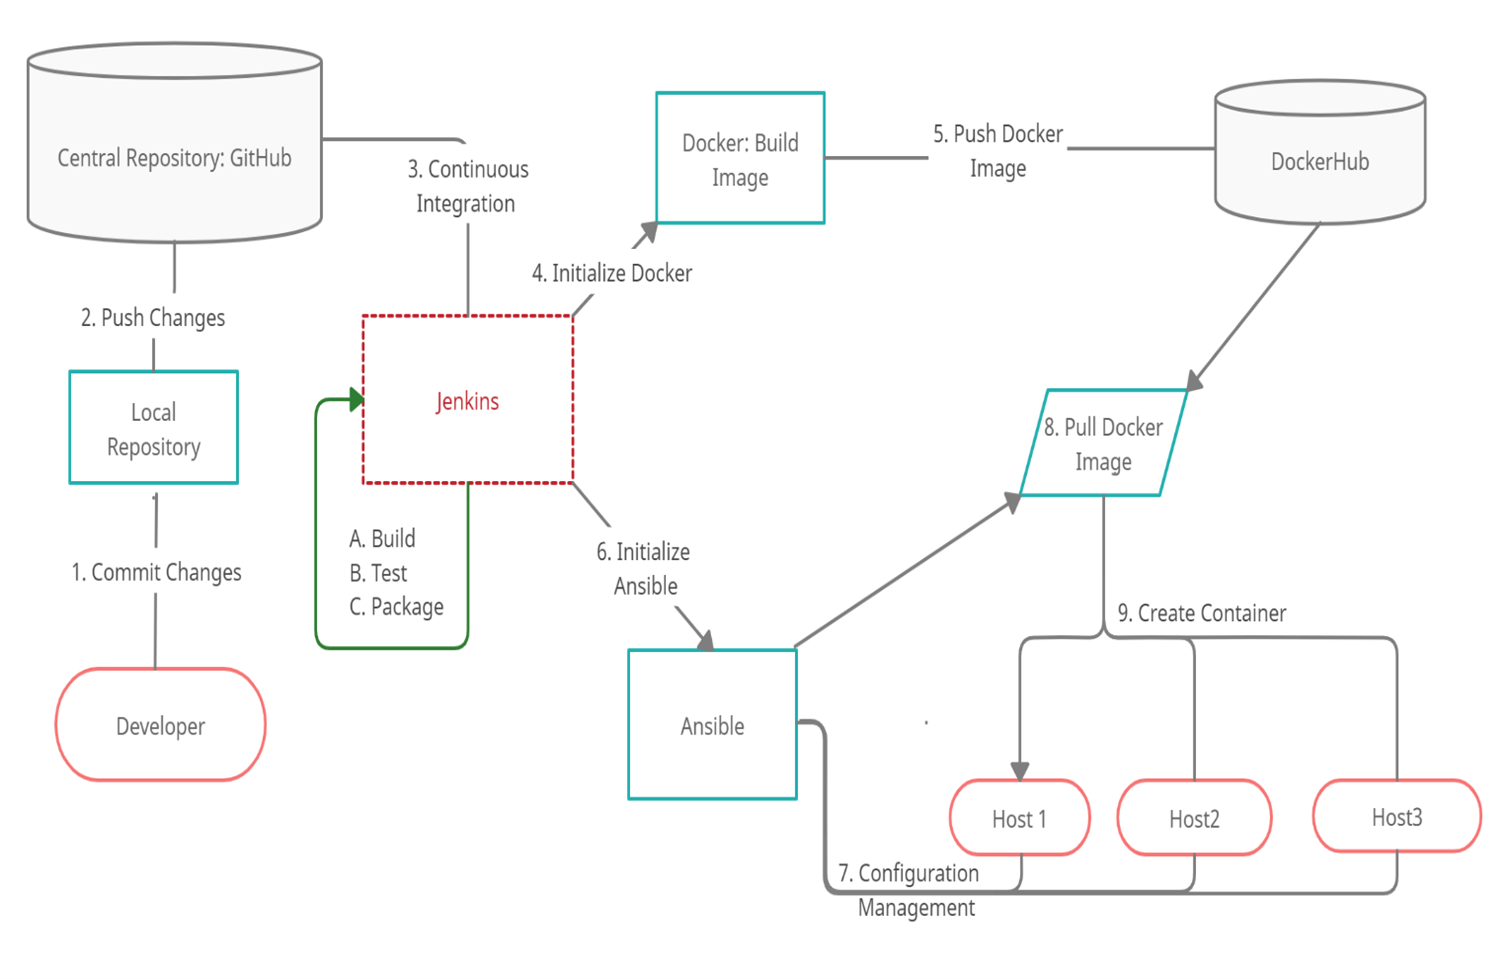 Central Repository: GitHub
3. Continuous
Integration
Docker: Build
Image
5. Push Docker
Image
DockerHub
4. Initialize Docker
2. Push Changes
Local
Repository
Jenkins
8. Pull Docker
Image
1. Commit Changes
A. Build
B. Test
C. Package
6. Initialize
Ansible
9. Create Container
Developer
Ansible
Host 1
Host2
Host3
7. Configuration
Management